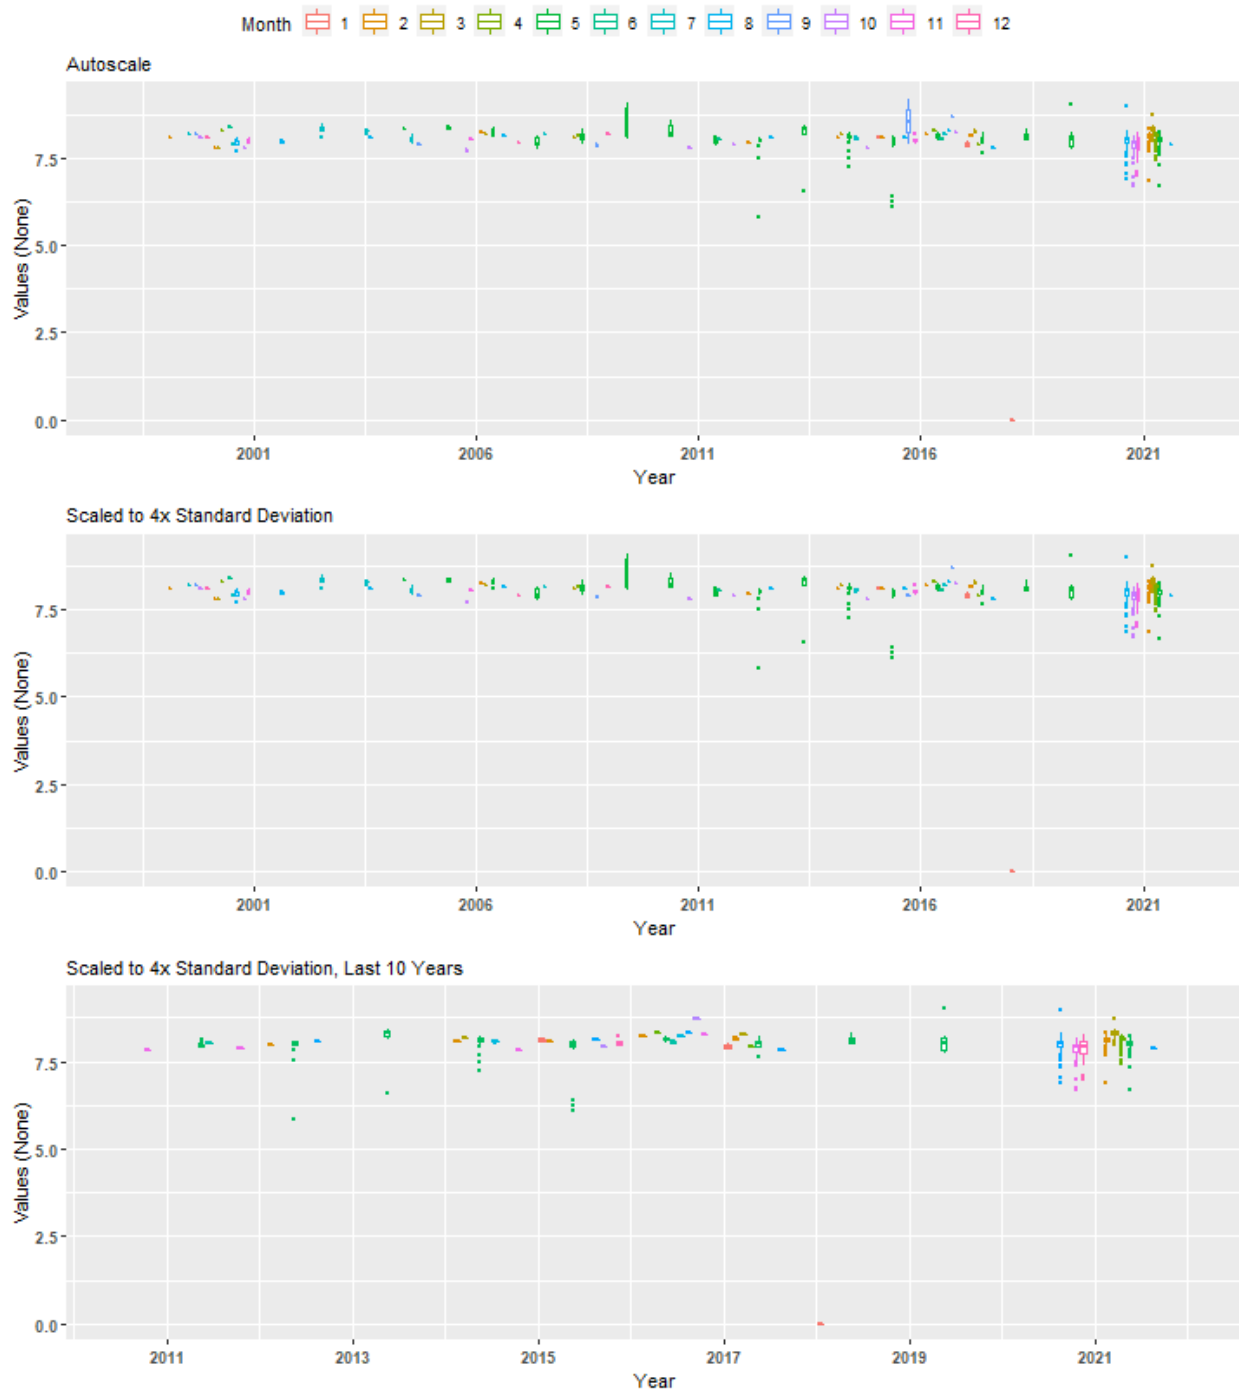 Month 1 2 3 4 5 6 7 8 9 10 11 12
Autoscale
Values (None)
7.5
5.0
2.5
0.0
2001 2006 2011 2016 2021
Year
Scaled to 4x Standard Deviation
Values (None)
7.5
5.0
2.5
0.0
2001 2006 2011 2016 2021
Year
Scaled to 4x Standard Deviation, Last 10 Years
Values (None)
7.5
5.0
2.5
0.0
2011 2013 2015 2017 2019 2021
Year